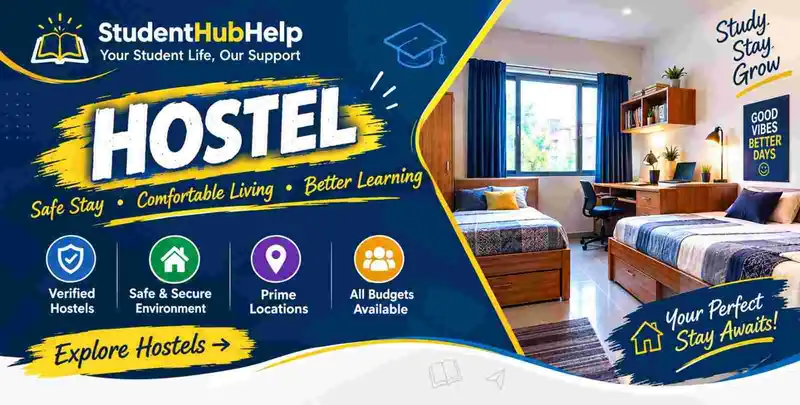 StudentHubHelp
Your Student Life, Our Support
HOSTEL
Safe Stay • Comfortable Living • Better Learning
Verified
Hostels
Safe & Secure
Environment
Prime
Locations
All Budgets
Available
Explore Hostels →
Study.
Stay.
Grow
GOOD
VIBES
BETTER
DAYS
Your Perfect
Stay Awaits!